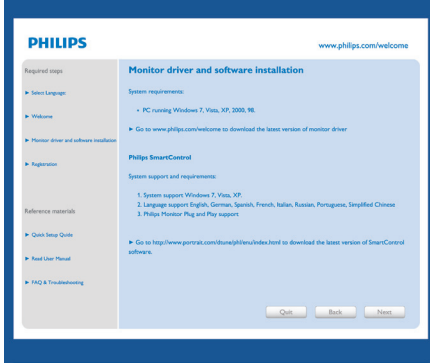 PHILIPS
www.philips.com/welcome
Required steps
► Select Language:
► Welcome
► Monitor driver and software installation
► Registration
Reference materials
► Quick Setup Guide
► Read User Manual
► FAQ & Troubleshooting
Monitor driver and software installation
System requirements:
• PC running Windows 7, Vista, XP, 2000, 98.
► Go to www.philips.com/welcome to download the latest version of monitor driver
Philips SmartControl
System support and requirements:
1. System support Windows 7, Vista, XP.
2. Language support English, German, Spanish, French, Italian, Russian, Portuguese, Simplified Chinese
3. Philips Monitor Plug and Play support
► Go to http://www.portrait.com/dtune/phl/enu/index.html to download the latest version of SmartControl
software.
Quit
Back
Next